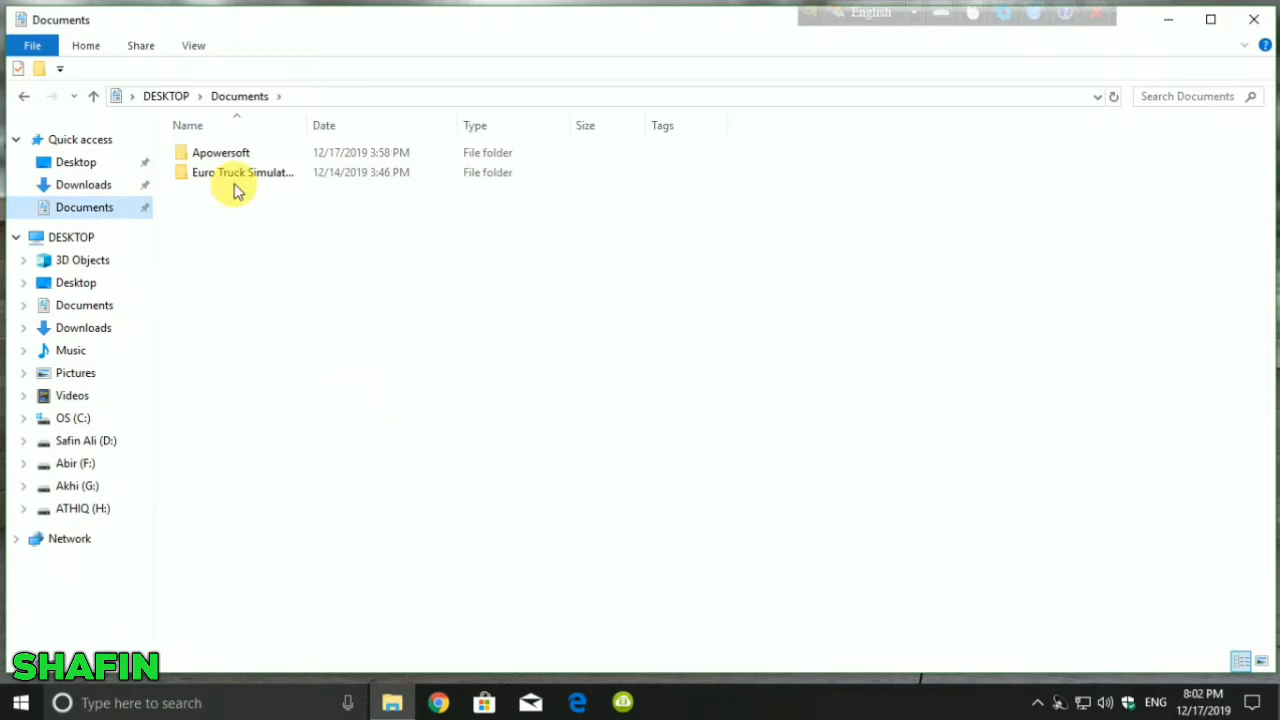 Documents
English
File Home Share View
DESKTOP Documents
Search Documents
Name Date Type Size Tags
Apowersoft 12/17/2019 3:58 PM File folder
Euro Truck Simulat... 12/14/2019 3:46 PM File folder
Quick access
Desktop
Downloads
Documents
DESKTOP
3D Objects
Desktop
Documents
Downloads
Music
Pictures
Videos
OS (C:)
Safin Ali (D:)
Abir (F:)
Akhi (G:)
ATHIQ (H:)
Network
SHAFIN
Type here to search
ENG
8:02 PM
12/17/2019